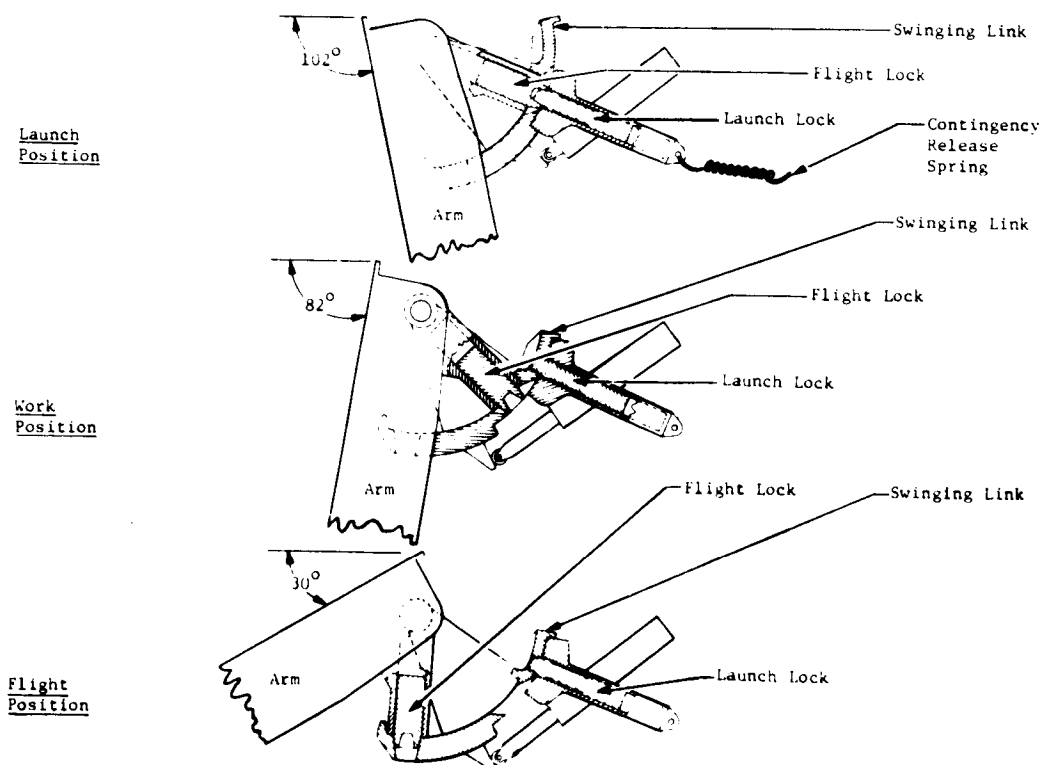 Swinging Link
102°
Flight Lock
Launch Lock
Contingency
Release
Spring
Launch
Position
Arm
Swinging Link
82°
Flight Lock
Launch Lock
Work
Position
Arm
Flight Lock
Swinging Link
30°
Arm
Launch Lock
Flight
Position